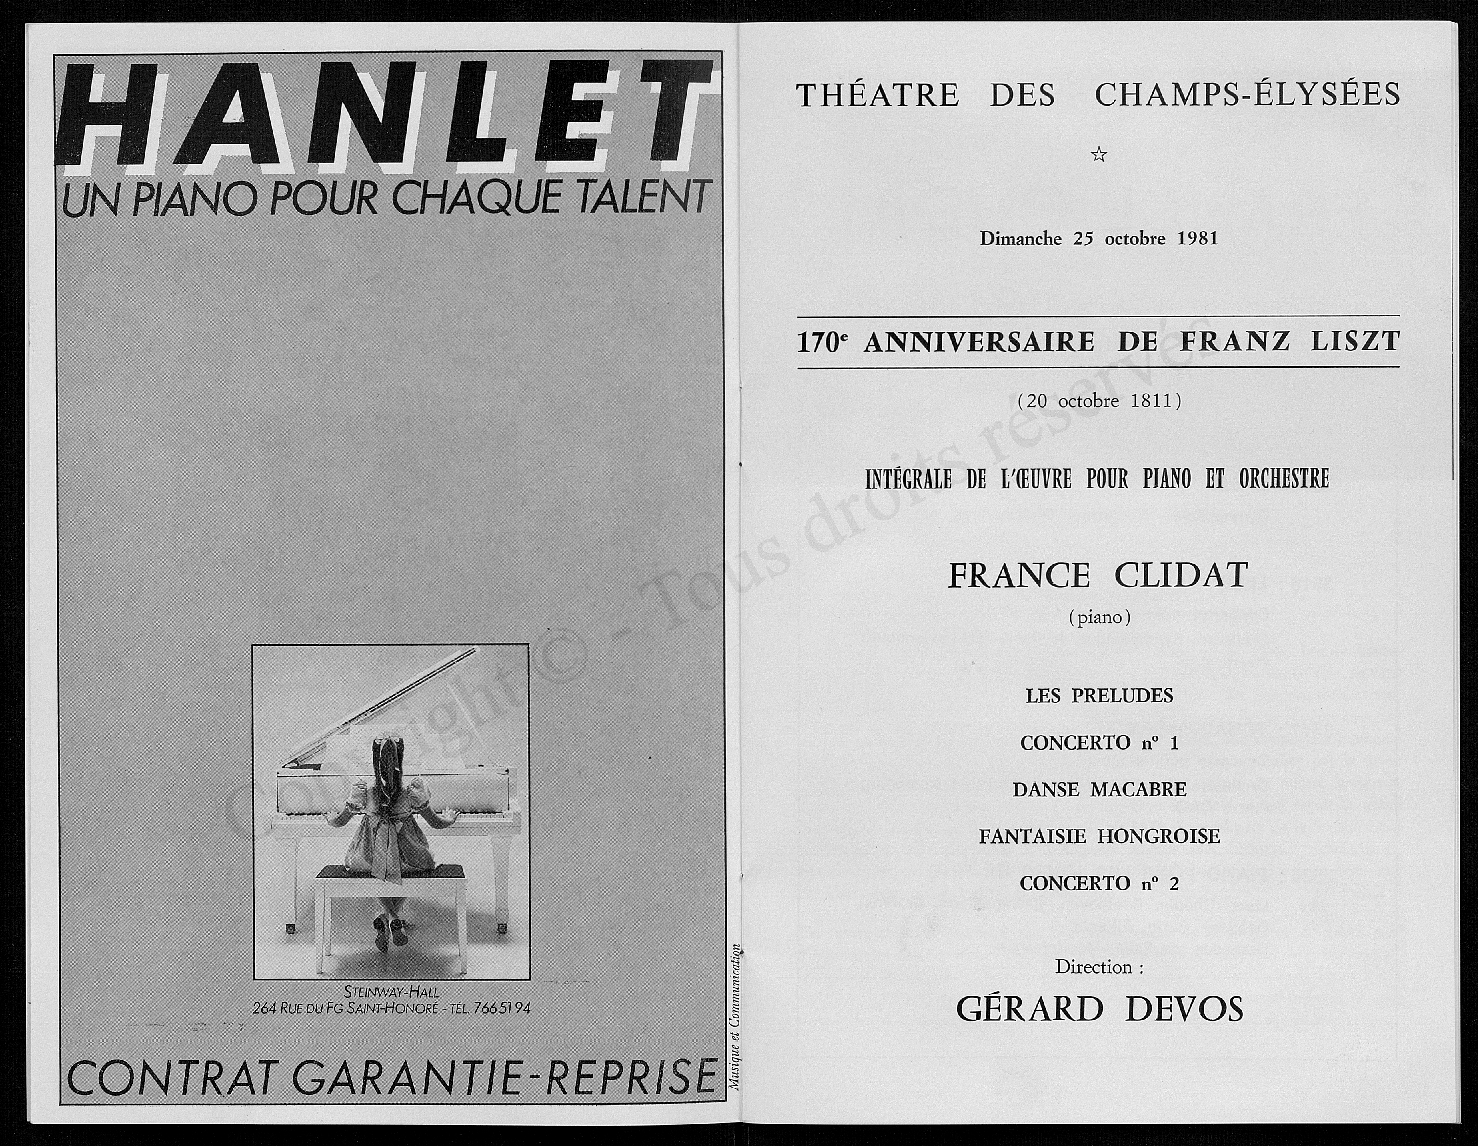 HANLET
UN PIANO POUR CHAQUE TALENT
STEINWAY-HALL
264 RUE DU FG SAINT-HONORÉ - TÉL. 766 51 94
CONTRAT GARANTIE-REPRISE
Musique et Communication
THÉATRE DES CHAMPS-ÉLYSÉES
Dimanche 25 octobre 1981
170e ANNIVERSAIRE DE FRANZ LISZT
(20 octobre 1811)
INTÉGRALE DE L'ŒUVRE POUR PIANO ET ORCHESTRE
FRANCE CLIDAT
(piano)
LES PRELUDES
CONCERTO nº 1
DANSE MACABRE
FANTAISIE HONGROISE
CONCERTO nº 2
Direction :
GÉRARD DEVOS
Copyright © - Tous droits réservés